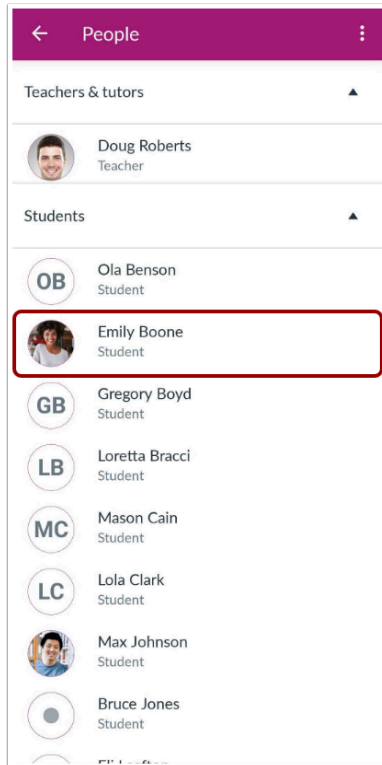 People
Teachers & tutors
Doug Roberts
Teacher
Students
OB
Ola Benson
Student
Emily Boone
Student
GB
Gregory Boyd
Student
LB
Loretta Bracci
Student
MC
Mason Cain
Student
LC
Lola Clark
Student
Max Johnson
Student
Bruce Jones
Student